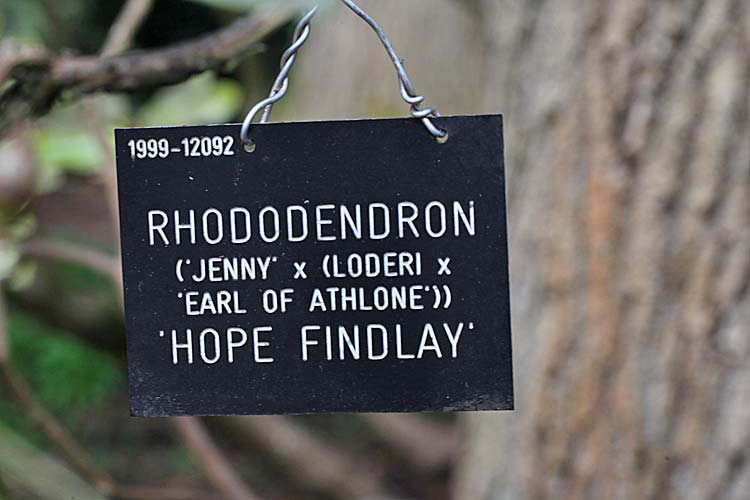 1999-12092
RHODODENDRON
('JENNY' x (LODERI x
'EARL OF ATHLONE'))
'HOPE FINDLAY'